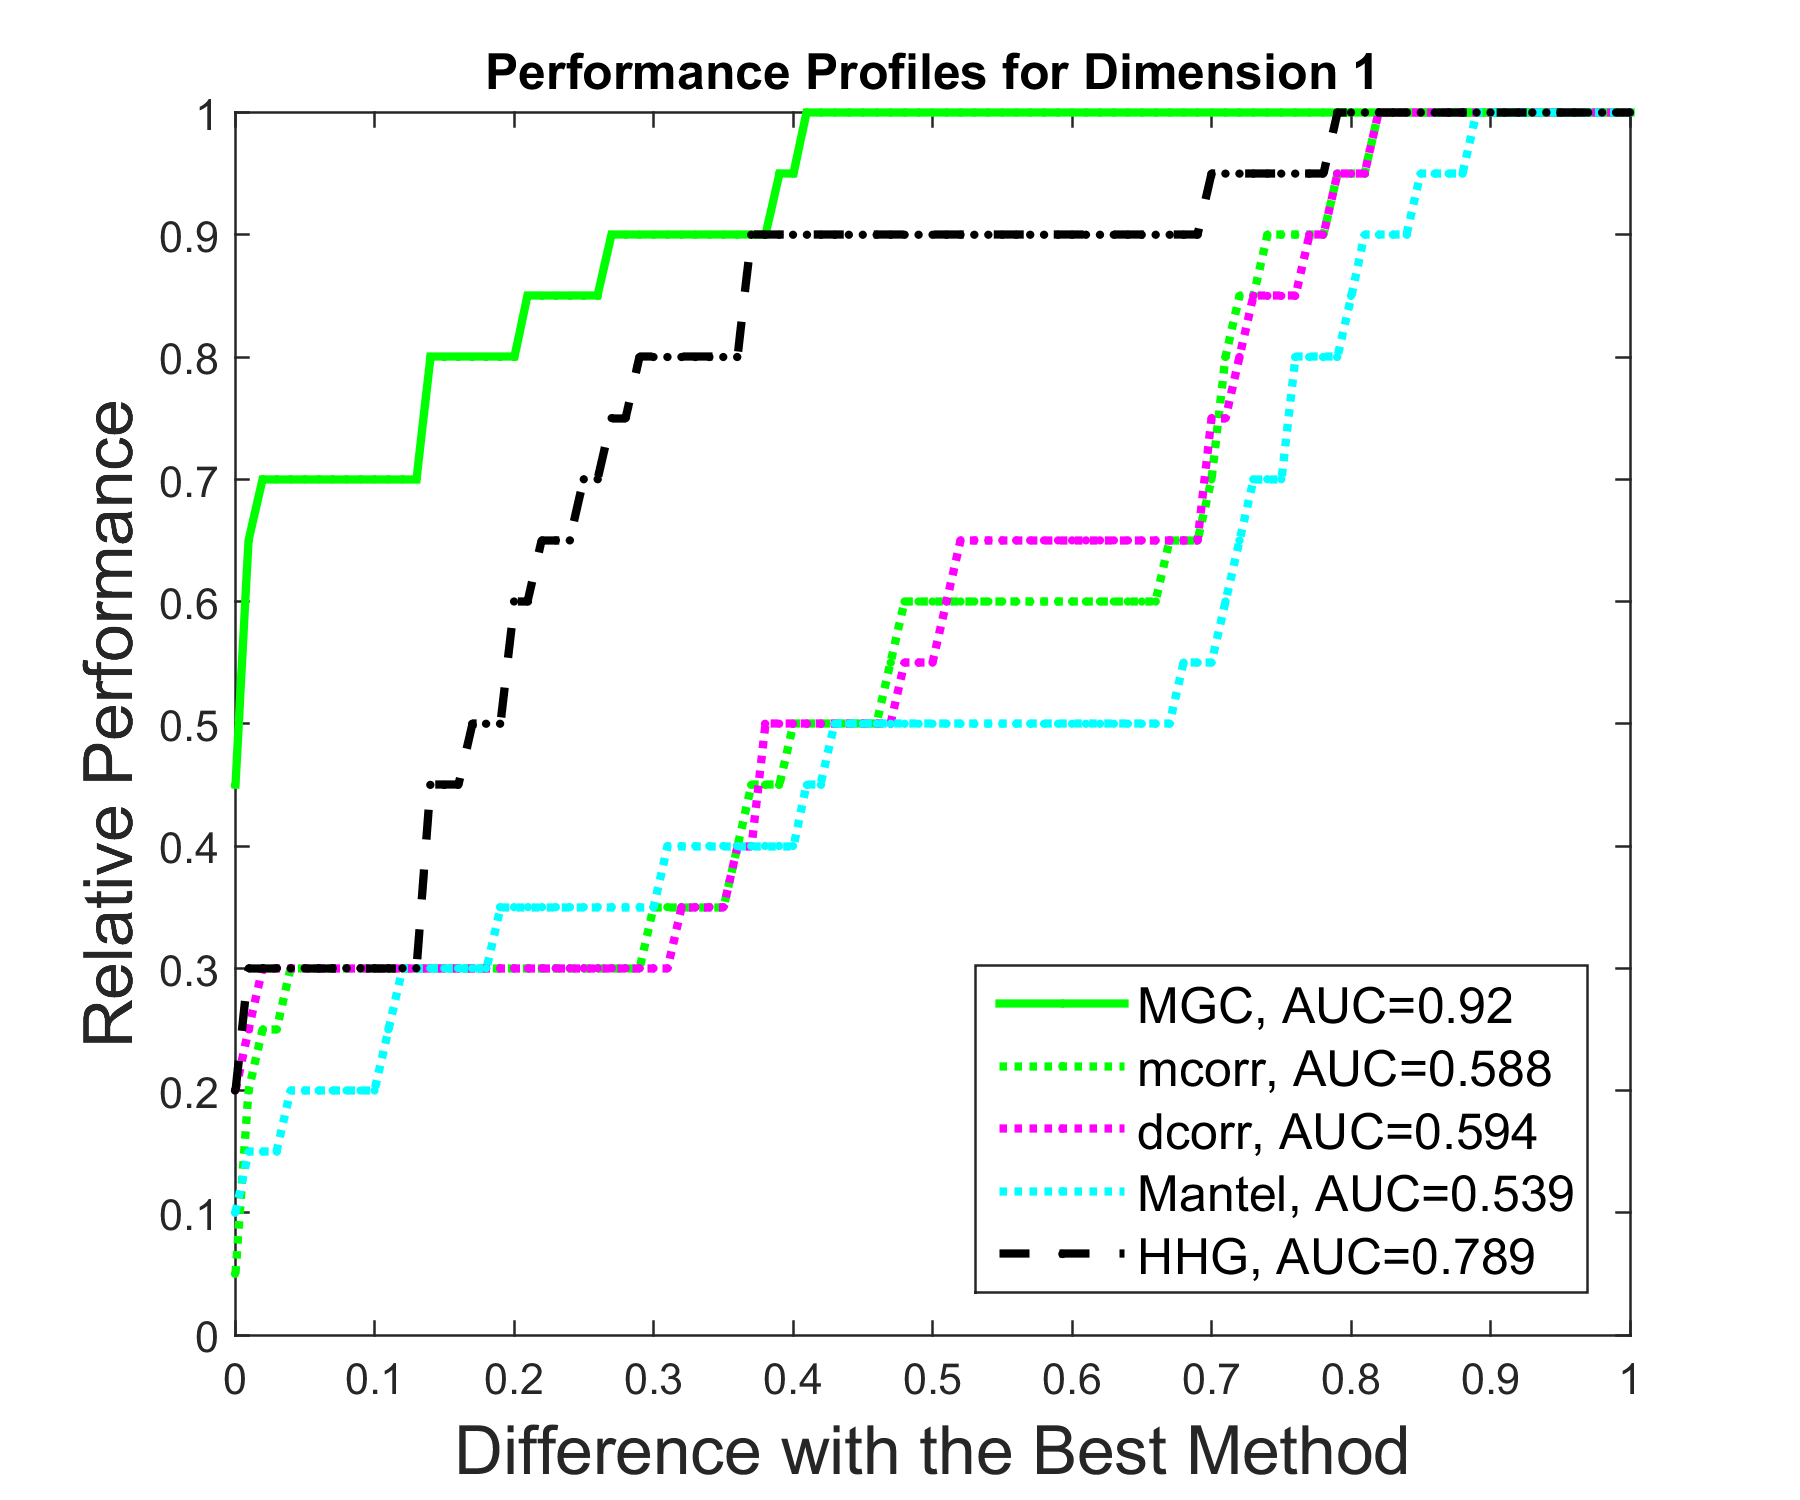 Performance Profiles for Dimension 1
Relative Performance
1
0.9
0.8
0.7
0.6
0.5
0.4
0.3
0.2
0.1
0
MGC, AUC=0.92
mcorr, AUC=0.588
dcorr, AUC=0.594
Mantel, AUC=0.539
HHG, AUC=0.789
0 0.1 0.2 0.3 0.4 0.5 0.6 0.7 0.8 0.9 1
Difference with the Best Method